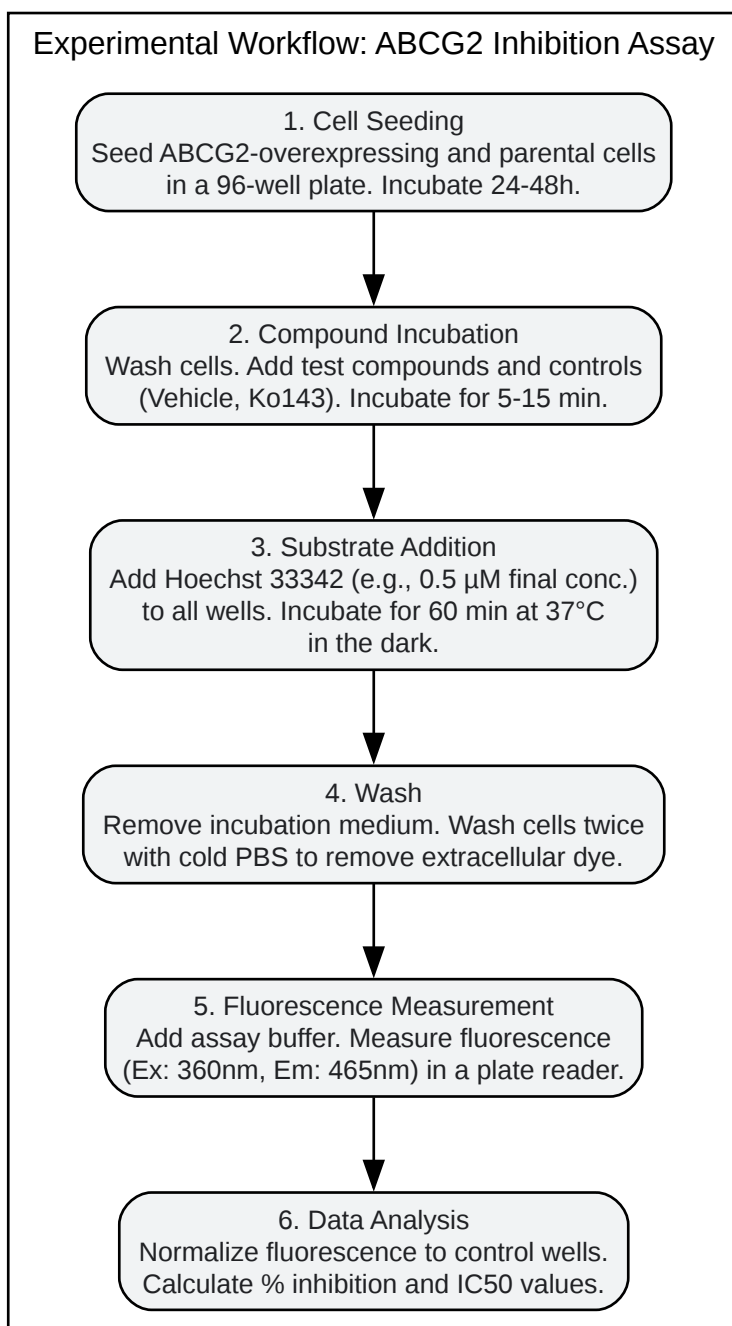 Experimental Workflow: ABCG2 Inhibition Assay
1. Cell Seeding
Seed ABCG2-overexpressing and parental cells
in a 96-well plate. Incubate 24-48h.
2. Compound Incubation
Wash cells. Add test compounds and controls
(Vehicle, Ko143). Incubate for 5-15 min.
3. Substrate Addition
Add Hoechst 33342 (e.g., 0.5 µM final conc.)
to all wells. Incubate for 60 min at 37°C
in the dark.
4. Wash
Remove incubation medium. Wash cells twice
with cold PBS to remove extracellular dye.
5. Fluorescence Measurement
Add assay buffer. Measure fluorescence
(Ex: 360nm, Em: 465nm) in a plate reader.
6. Data Analysis
Normalize fluorescence to control wells.
Calculate % inhibition and IC50 values.